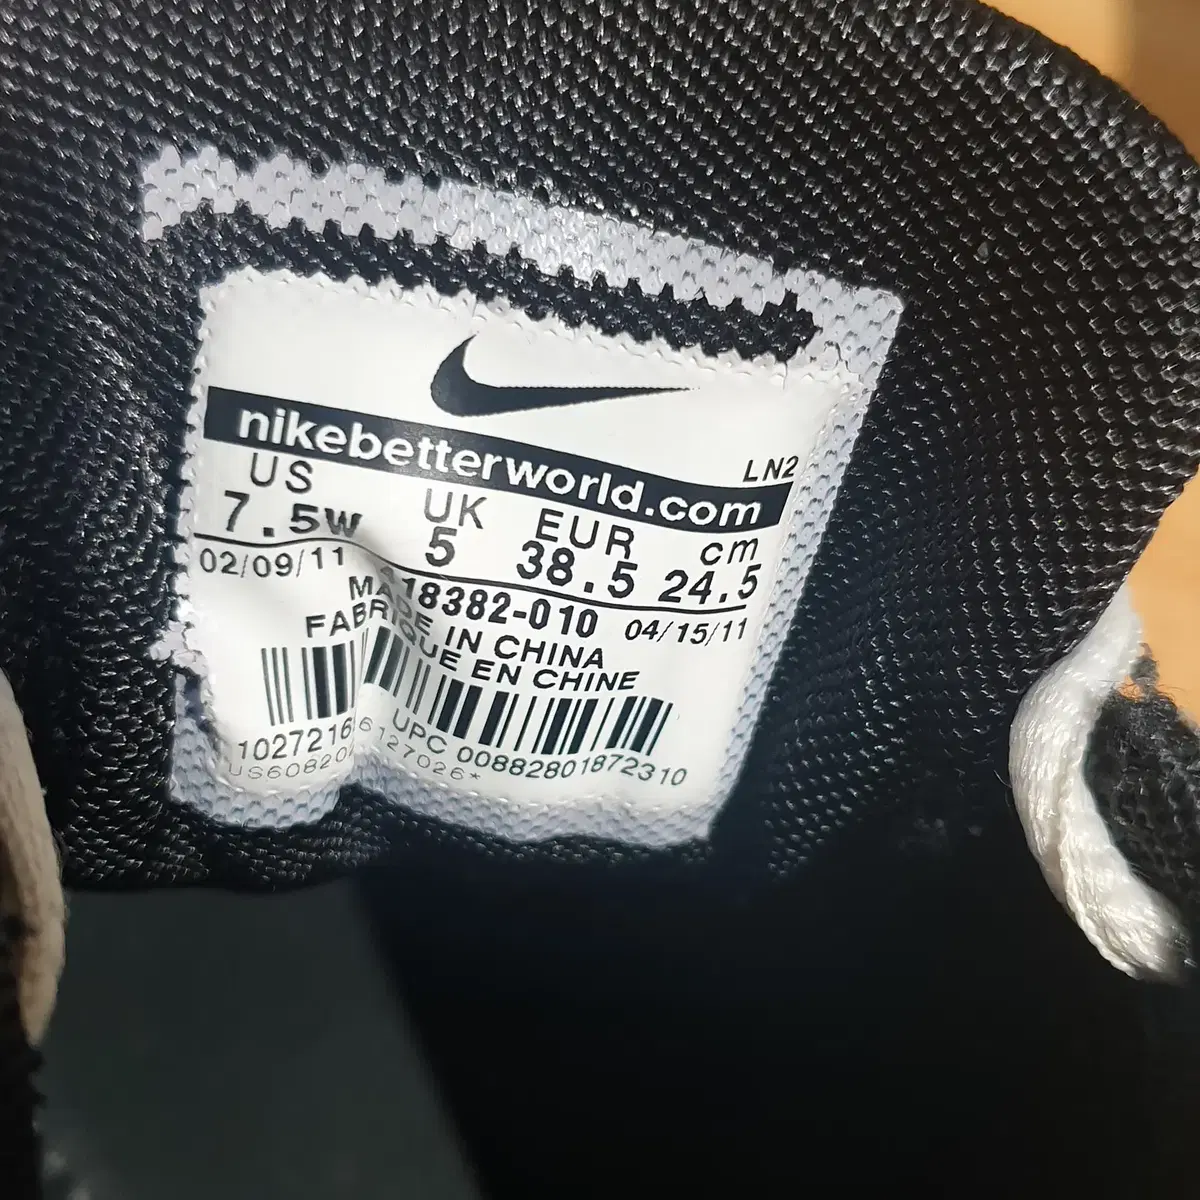 nikebetterworld.com
LN2
US UK EUR cm
7.5W 5 38.5 24.5
02/09/11 18382-010 04/15/11
MADE IN CHINA
FABRIQUE EN CHINE
UPC 00882801872310